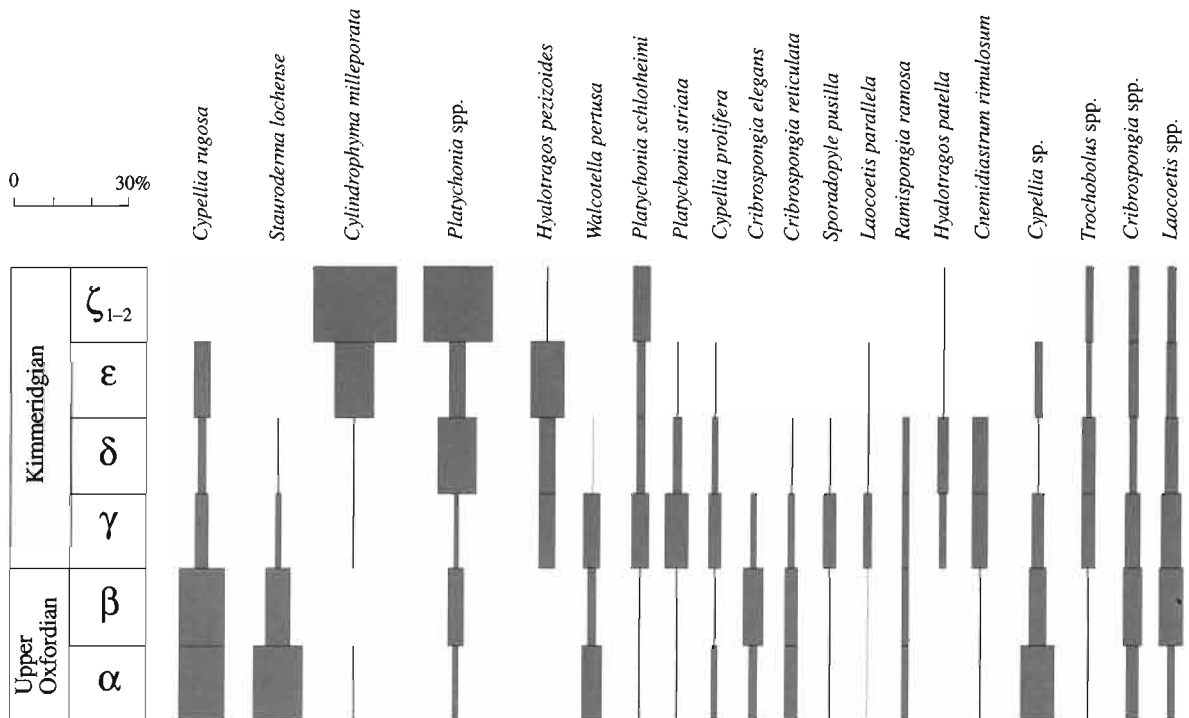 Cypellia rugosa
Stauroderma lochense
Cylindrophyma milleporata
Platychonia spp.
Hyalotragos pezizoides
Walcotella pertusa
Platychonia schlotheimi
Platychonia striata
Cypellia prolifera
Cribrospongia elegans
Cribrospongia reticulata
Sporadopyle pusilla
Laocoetis parallela
Ramispongia ramosa
Hyalotragos patella
Cnemidiastrum rimulosum
Cypellia sp.
Trochobolus spp.
Cribrospongia spp.
Laocoetis spp.
0 30%
Kimmeridgian
ζ1–2
ε
δ
γ
Upper
Oxfordian
β
α